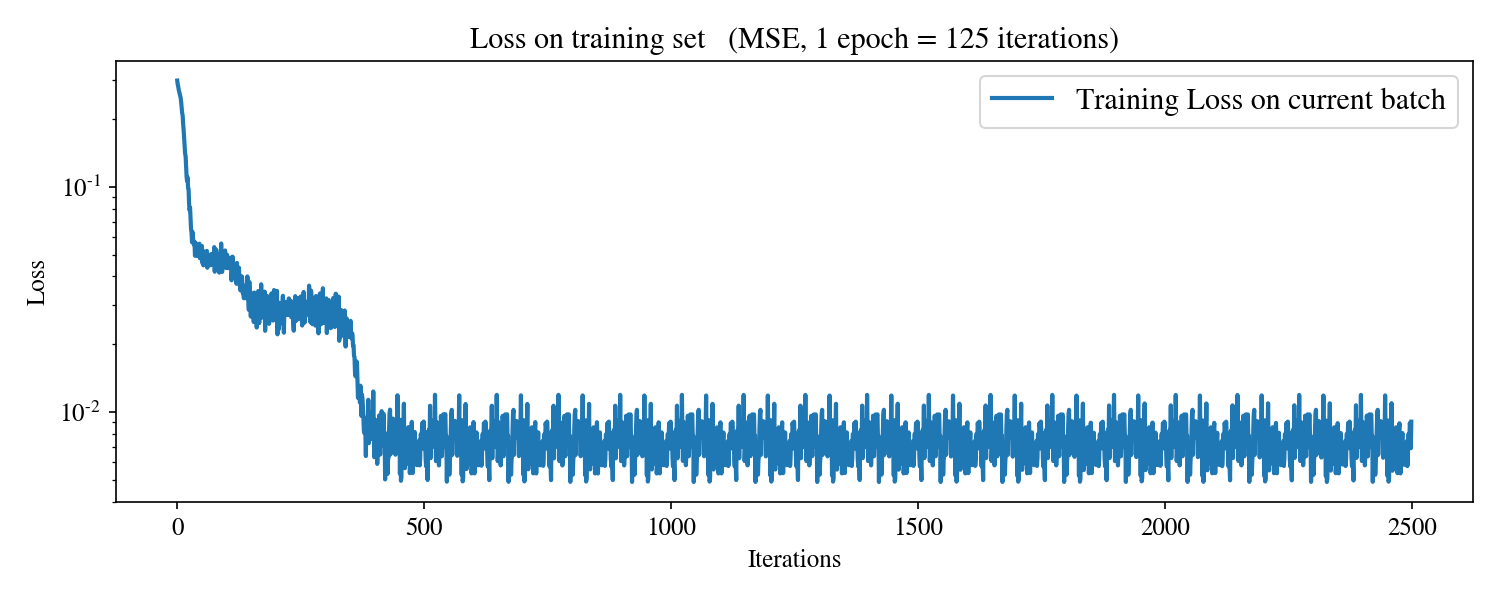 Loss on training set (MSE, 1 epoch = 125 iterations)
Training Loss on current batch
Loss
10^-1
10^-2
0 500 1000 1500 2000 2500
Iterations